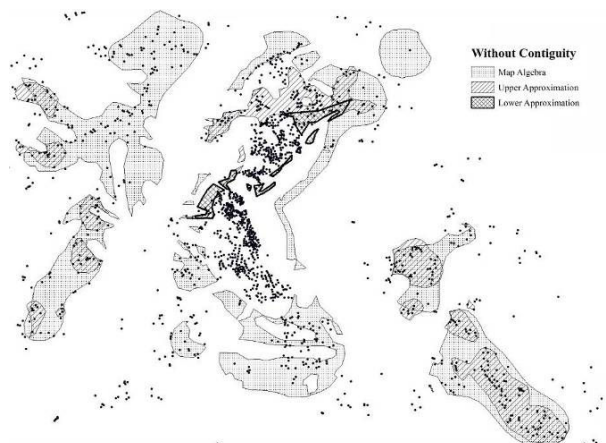 Without Contiguity
Map Algebra
Upper Approximation
Lower Approximation